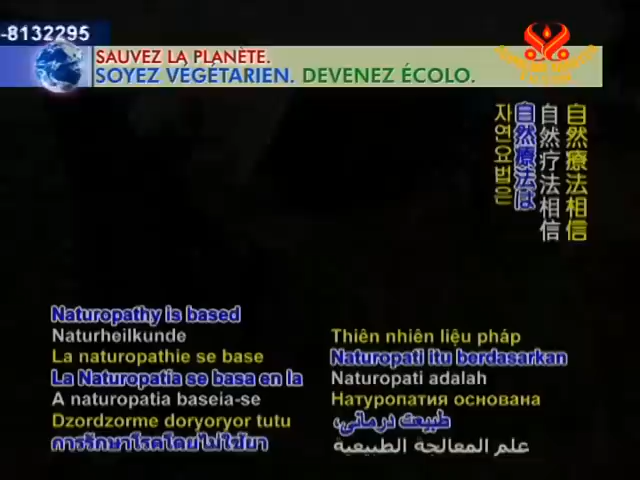 -8132295
SAUVEZ LA PLANÈTE.
SOYEZ VÉGÉTARIEN. DEVENEZ ÉCOLO.
自然療法相信
自然疗法相信
自然療法は
자연요법은
Naturopathy is based
Naturheilkunde
La naturopathie se base
La Naturopatía se basa en la
A naturopatia baseia-se
Dzordzorme doryoryor tutu
การรักษาโรคโดยไม่ใช้ยา
Thiên nhiên liệu pháp
Naturopati itu berdasarkan
Naturopati adalah
Натуропатия основана
طبیعت درمانی،
علم المعالجة الطبيعية